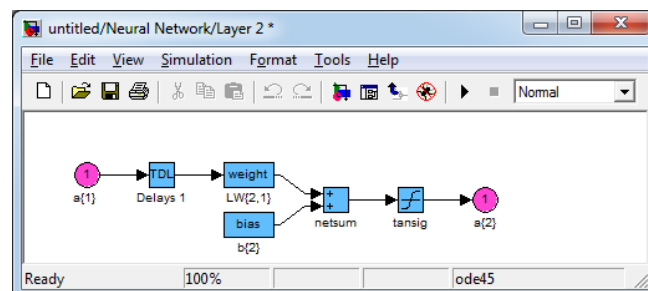 untitled/Neural Network/Layer 2 *
File Edit View Simulation Format Tools Help
Normal
1 TDL weight 1
a{1} Delays 1 LW{2,1} netsum tansig a{2}
+
+
bias
b{2}
Ready 100% ode45